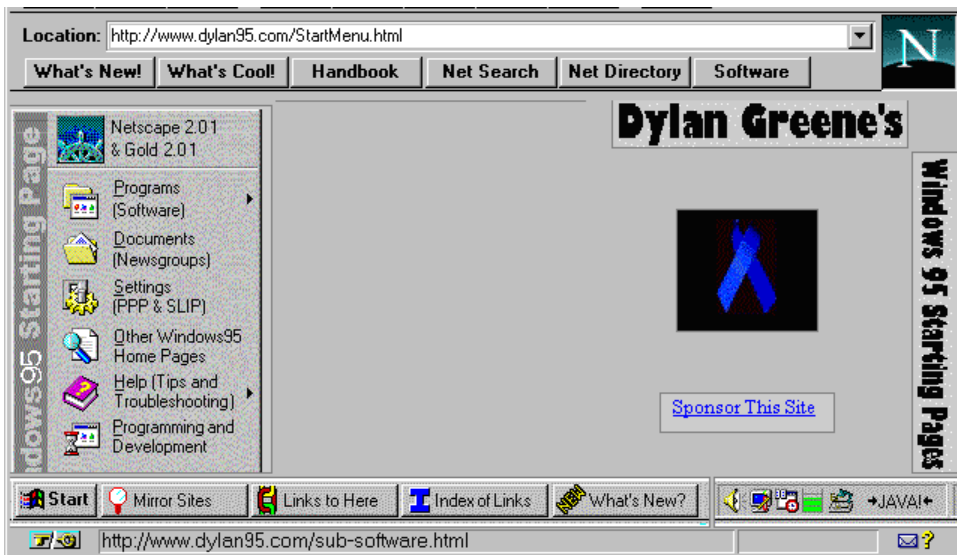 Location: http://www.dylan95.com/StartMenu.html
N
What's New! What's Cool! Handbook Net Search Net Directory Software
Dylan Greene's
Windows 95 Starting Pages
dows95 Starting Page
Netscape 2.01
& Gold 2.01
Programs
(Software)
Documents
(Newsgroups)
Settings
(PPP & SLIP)
Other Windows95
Home Pages
Help (Tips and
Troubleshooting)
Programming and
Development
Sponsor This Site
Start Mirror Sites Links to Here Index of Links NEW What's New? →JAVA!←
http://www.dylan95.com/sub-software.html